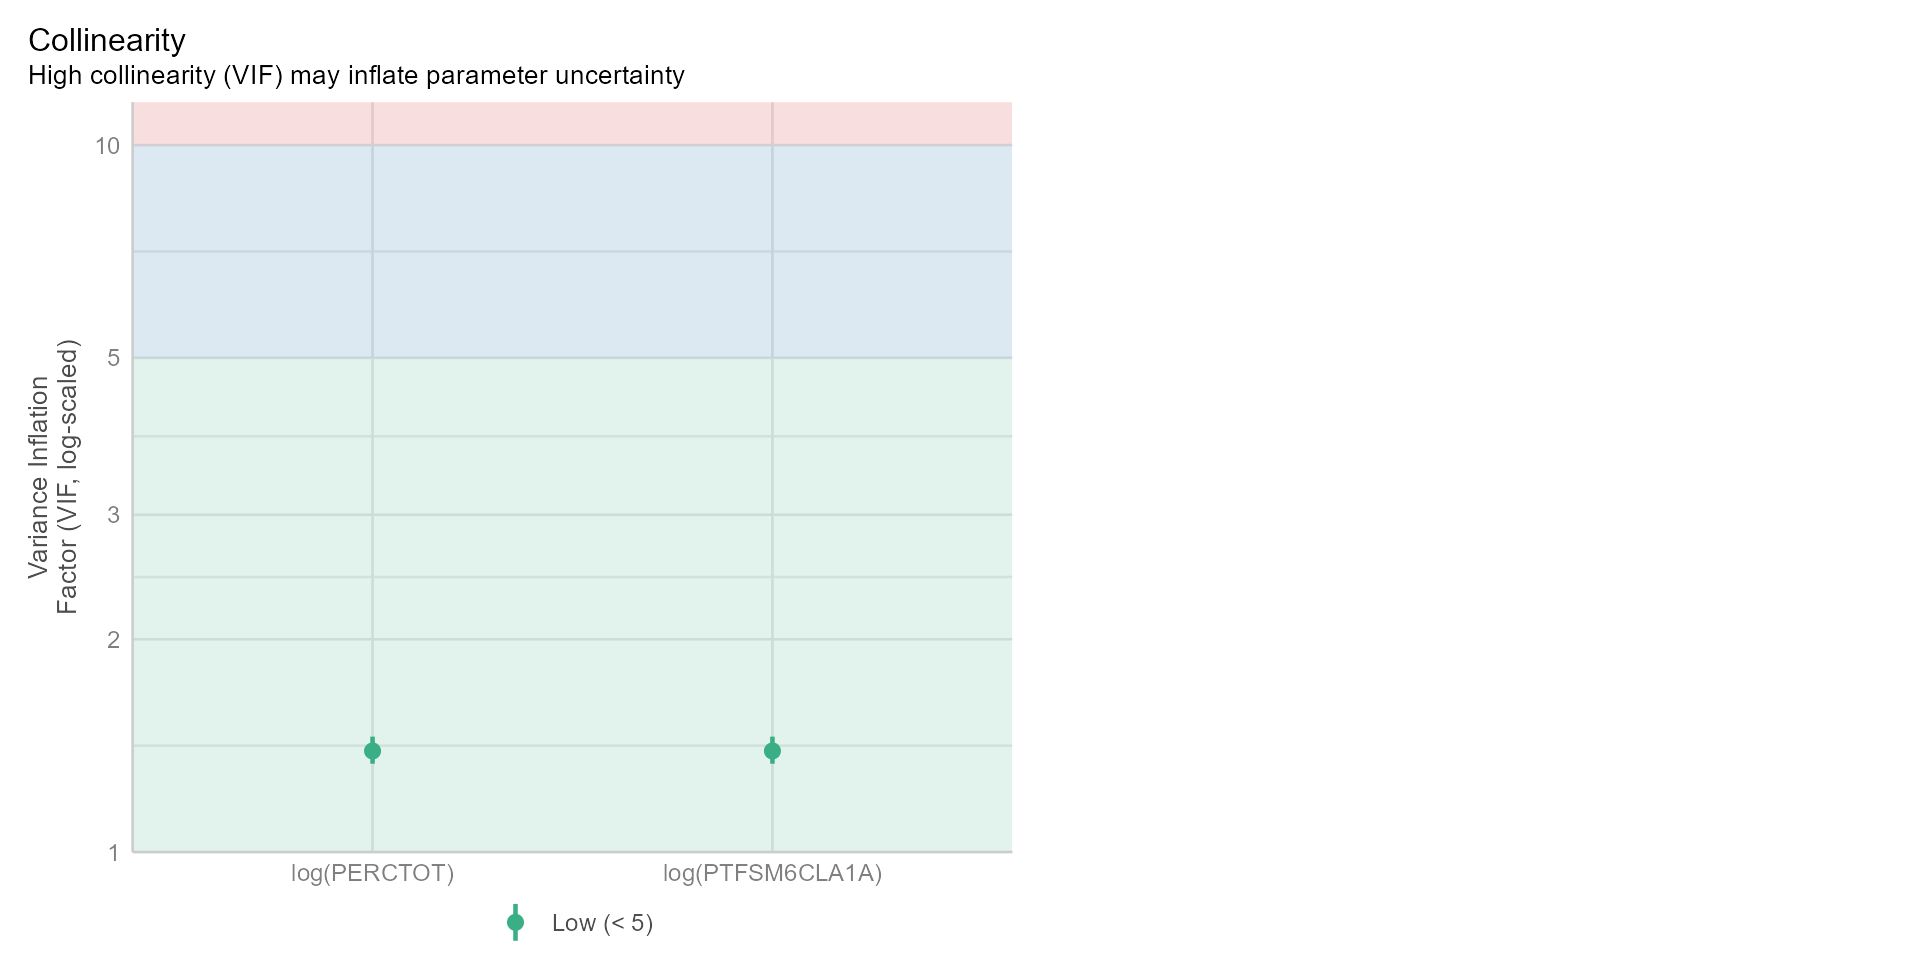 Collinearity
High collinearity (VIF) may inflate parameter uncertainty
Variance Inflation
Factor (VIF, log-scaled)
10
5
3
2
1
log(PERCTOT)
log(PTFSM6CLA1A)
Low (< 5)